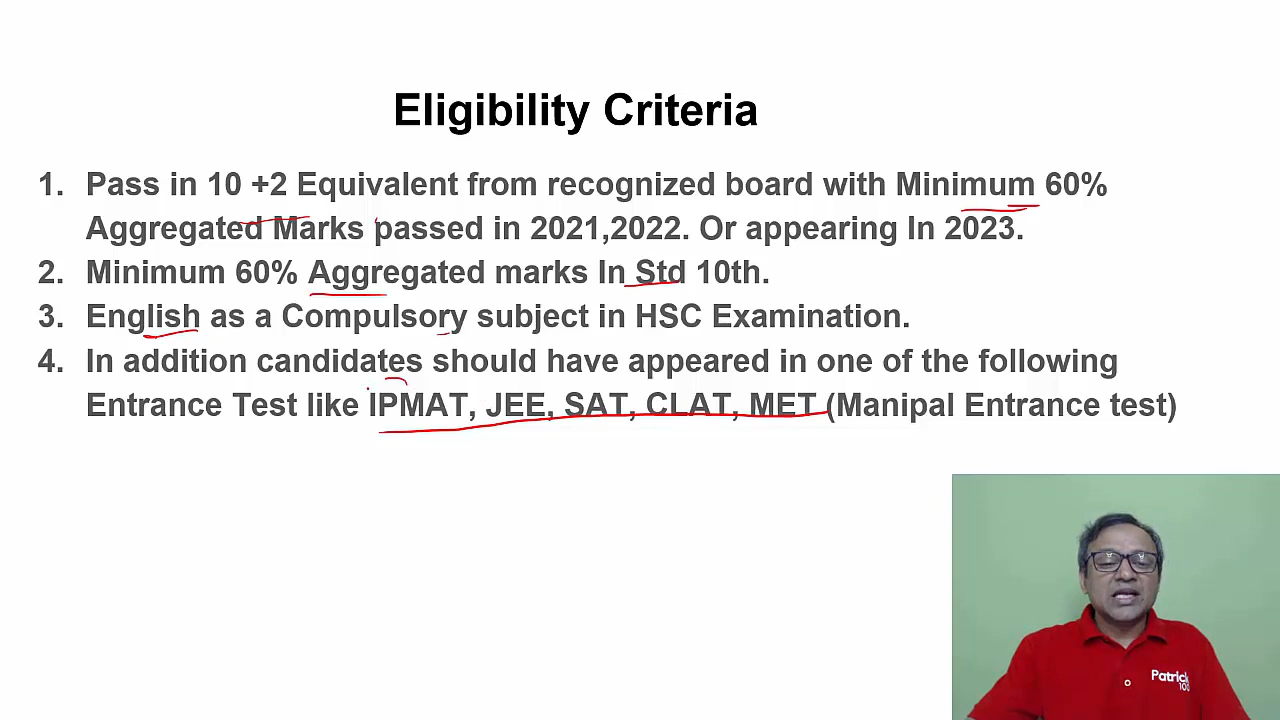 Eligibility Criteria
1. Pass in 10 +2 Equivalent from recognized board with Minimum 60%
Aggregated Marks passed in 2021,2022. Or appearing In 2023.
2. Minimum 60% Aggregated marks In Std 10th.
3. English as a Compulsory subject in HSC Examination.
4. In addition candidates should have appeared in one of the following
Entrance Test like IPMAT, JEE, SAT, CLAT, MET (Manipal Entrance test)